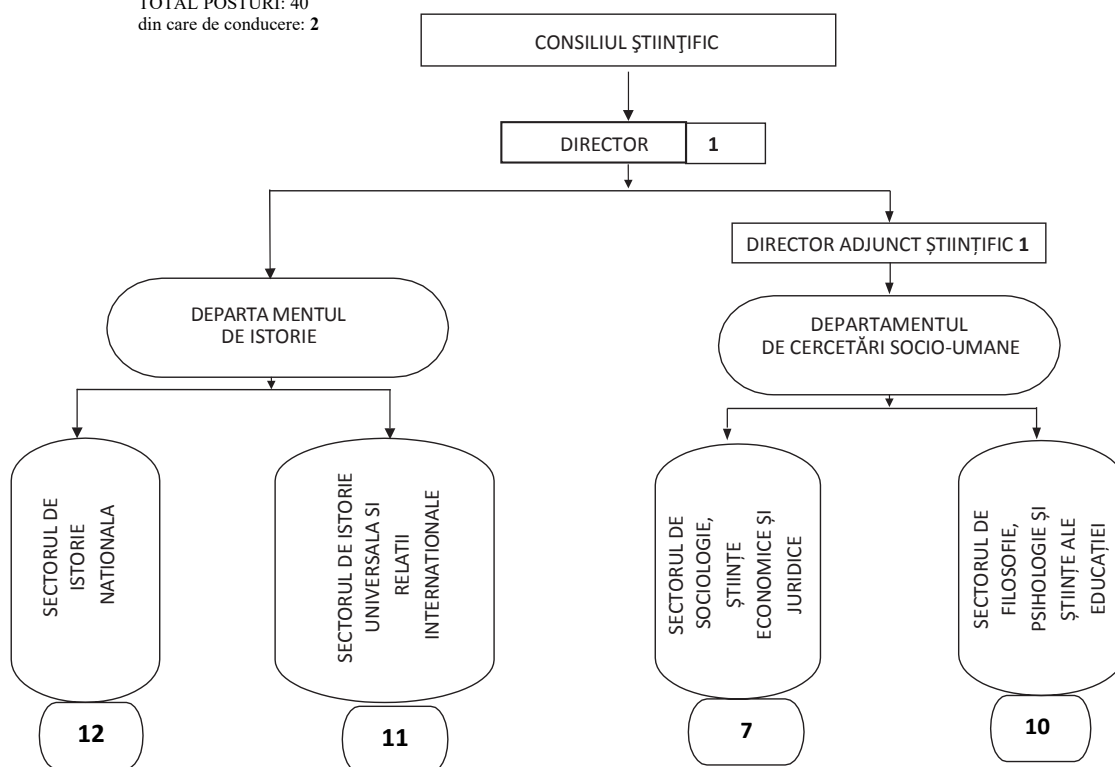 TOTAL POSTURI: 40
din care de conducere: 2
CONSILIUL ŞTIINŢIFIC
DIRECTOR 1
DIRECTOR ADJUNCT ȘTIINȚIFIC 1
DEPARTA MENTUL
DE ISTORIE
DEPARTAMENTUL
DE CERCETĂRI SOCIO-UMANE
SECTORUL DE
ISTORIE
NATIONALA
SECTORUL DE ISTORIE
UNIVERSALA SI
RELATII
INTERNATIONALE
SECTORUL DE
SOCIOLOGIE,
ȘTIINȚE
ECONOMICE ȘI
JURIDICE
SECTORUL DE
FILOSOFIE,
PSIHOLOGIE ȘI
ȘTIINȚE ALE
EDUCAȚIEI
12
11
7
10